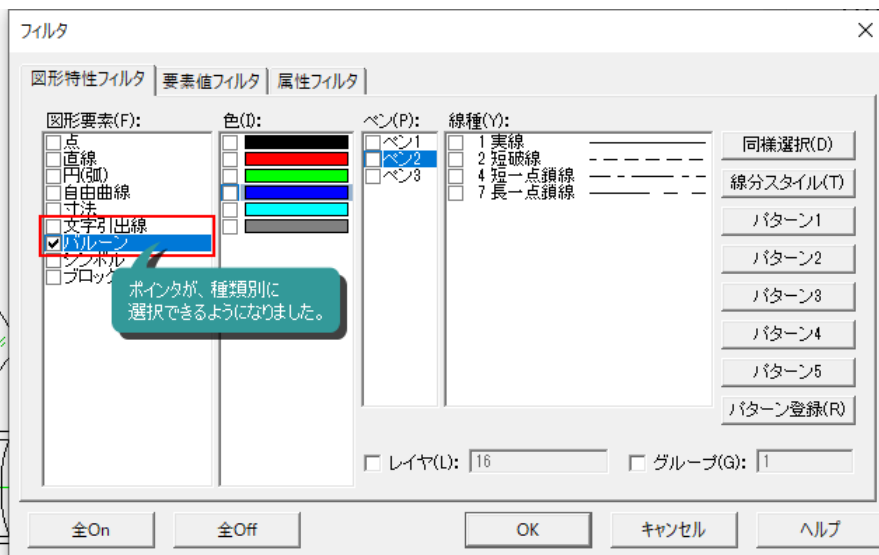 フィルタ
図形特性フィルタ 要素値フィルタ 属性フィルタ
図形要素(F):
点
直線
円(弧)
自由曲線
寸法
文字引出線
バルーン
シンボル
ブロック
ポインタが、種類別に
選択できるようになりました。
色(I):
ペン(P):
ペン1
ペン2
ペン3
線種(Y):
1 実線
2 短破線
4 短一点鎖線
7 長一点鎖線
同様選択(D)
線分スタイル(T)
パターン1
パターン2
パターン3
パターン4
パターン5
パターン登録(R)
レイヤ(L): 16 グループ(G): 1
全On 全Off OK キャンセル ヘルプ